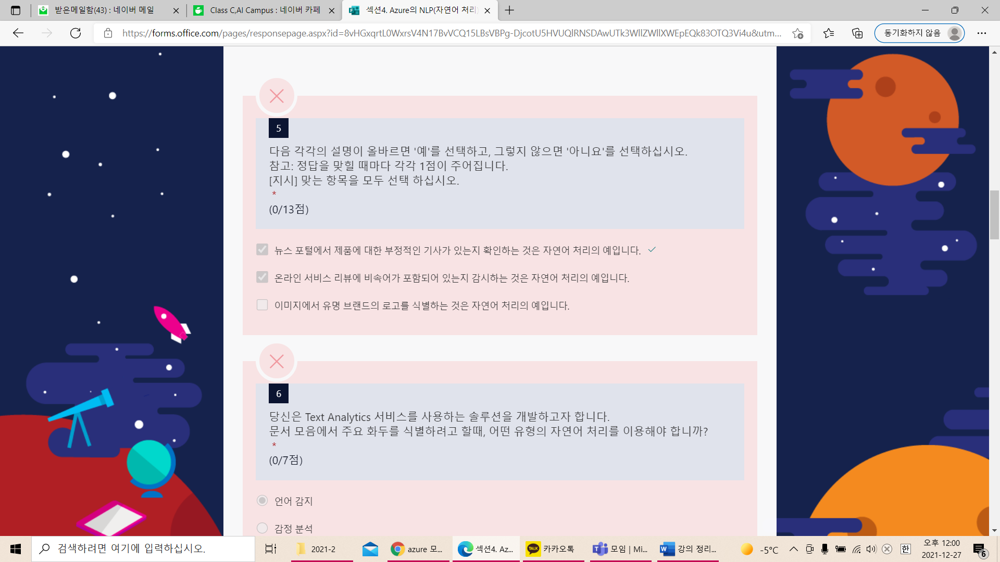 받은메일함(43) : 네이버 메일
Class C,AI Campus : 네이버 카페
섹션4. Azure의 NLP(자연어 처리)
https://forms.office.com/pages/responsepage.aspx?id=8vHGxqrtL0WxrsV4N17BvVCQ15LBsVBPg-DjcotU5HVUQlRNSDAwUTk3WllZWllXWEpEQk83OTQ3Vi4u&utm...
동기화하지 않음
5
다음 각각의 설명이 올바르면 '예'를 선택하고, 그렇지 않으면 '아니요'를 선택하십시오.
참고: 정답을 맞힐 때마다 각각 1점이 주어집니다.
[지시] 맞는 항목을 모두 선택 하십시오.
*
(0/13점)
뉴스 포털에서 제품에 대한 부정적인 기사가 있는지 확인하는 것은 자연어 처리의 예입니다.
온라인 서비스 리뷰에 비속어가 포함되어 있는지 감시하는 것은 자연어 처리의 예입니다.
이미지에서 유명 브랜드의 로고를 식별하는 것은 자연어 처리의 예입니다.
6
당신은 Text Analytics 서비스를 사용하는 솔루션을 개발하고자 합니다.
문서 모음에서 주요 화두를 식별하려고 할때, 어떤 유형의 자연어 처리를 이용해야 합니까?
*
(0/7점)
언어 감지
감정 분석
검색하려면 여기에 입력하십시오.
2021-2
azure 모...
섹션4. Az...
TALK
카카오톡
모임 | Mi...
강의 정리...
-5°C
한
오후 12:00
2021-12-27
6